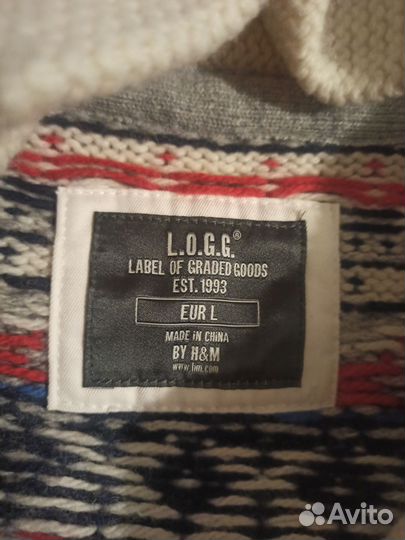 L.O.G.G.®
LABEL OF GRADED GOODS
EST. 1993
EUR L
MADE IN CHINA
BY H&M
www.hm.com
Avito